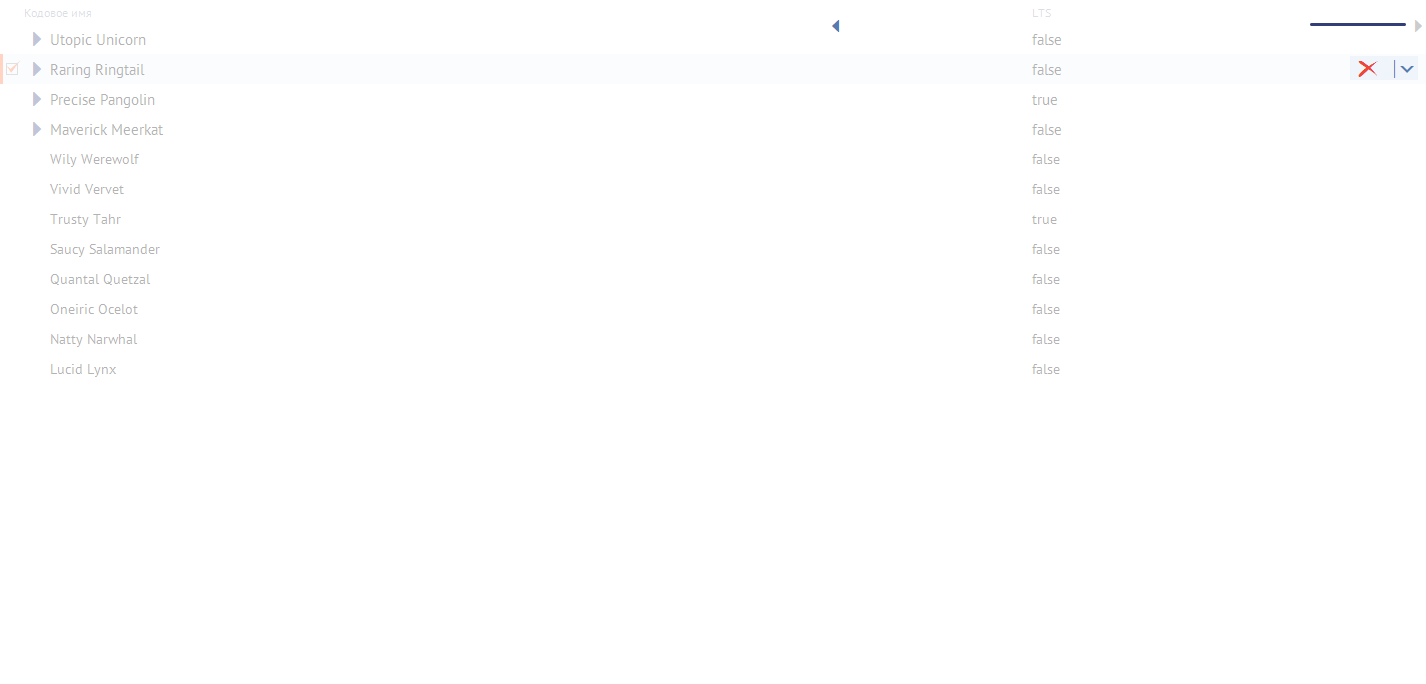 Кодовое имя LTS
Utopic Unicorn false
Raring Ringtail false
Precise Pangolin true
Maverick Meerkat false
Wily Werewolf false
Vivid Vervet false
Trusty Tahr true
Saucy Salamander false
Quantal Quetzal false
Oneiric Ocelot false
Natty Narwhal false
Lucid Lynx false